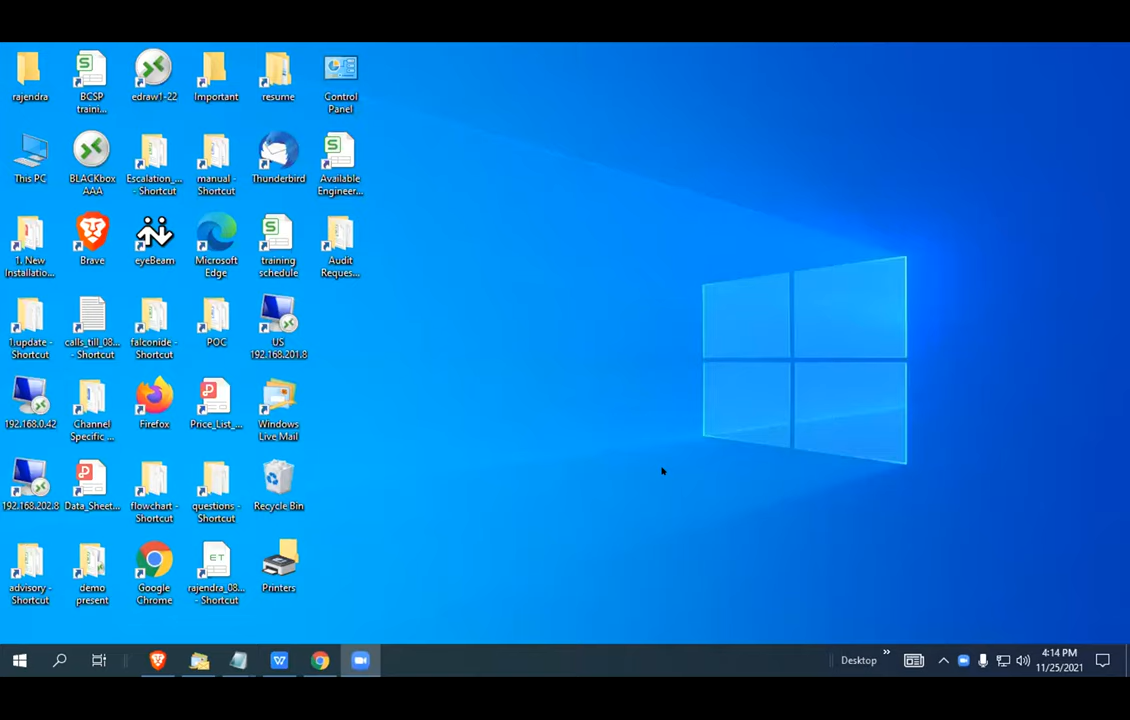 rajendra
BCSP
traini...
edraw1-22
Important
resume
Control
Panel
This PC
BLACKbox
AAA
Escalation_...
- Shortcut
manual -
Shortcut
Thunderbird
Available
Engineer...
1. New
Installatio...
Brave
eyeBeam
Microsoft
Edge
training
schedule
Audit
Reques...
1.update -
Shortcut
calls_till_08...
- Shortcut
falconide -
Shortcut
POC
US
192.168.201.8
192.168.0.42
Channel
Specific ...
Firefox
Price_List_...
Windows
Live Mail
192.168.202.8
Data_Sheet...
flowchart -
Shortcut
questions -
Shortcut
Recycle Bin
advisory -
Shortcut
demo
present
Google
Chrome
ET
rajendra_08...
- Shortcut
Printers
Desktop
4:14 PM
11/25/2021